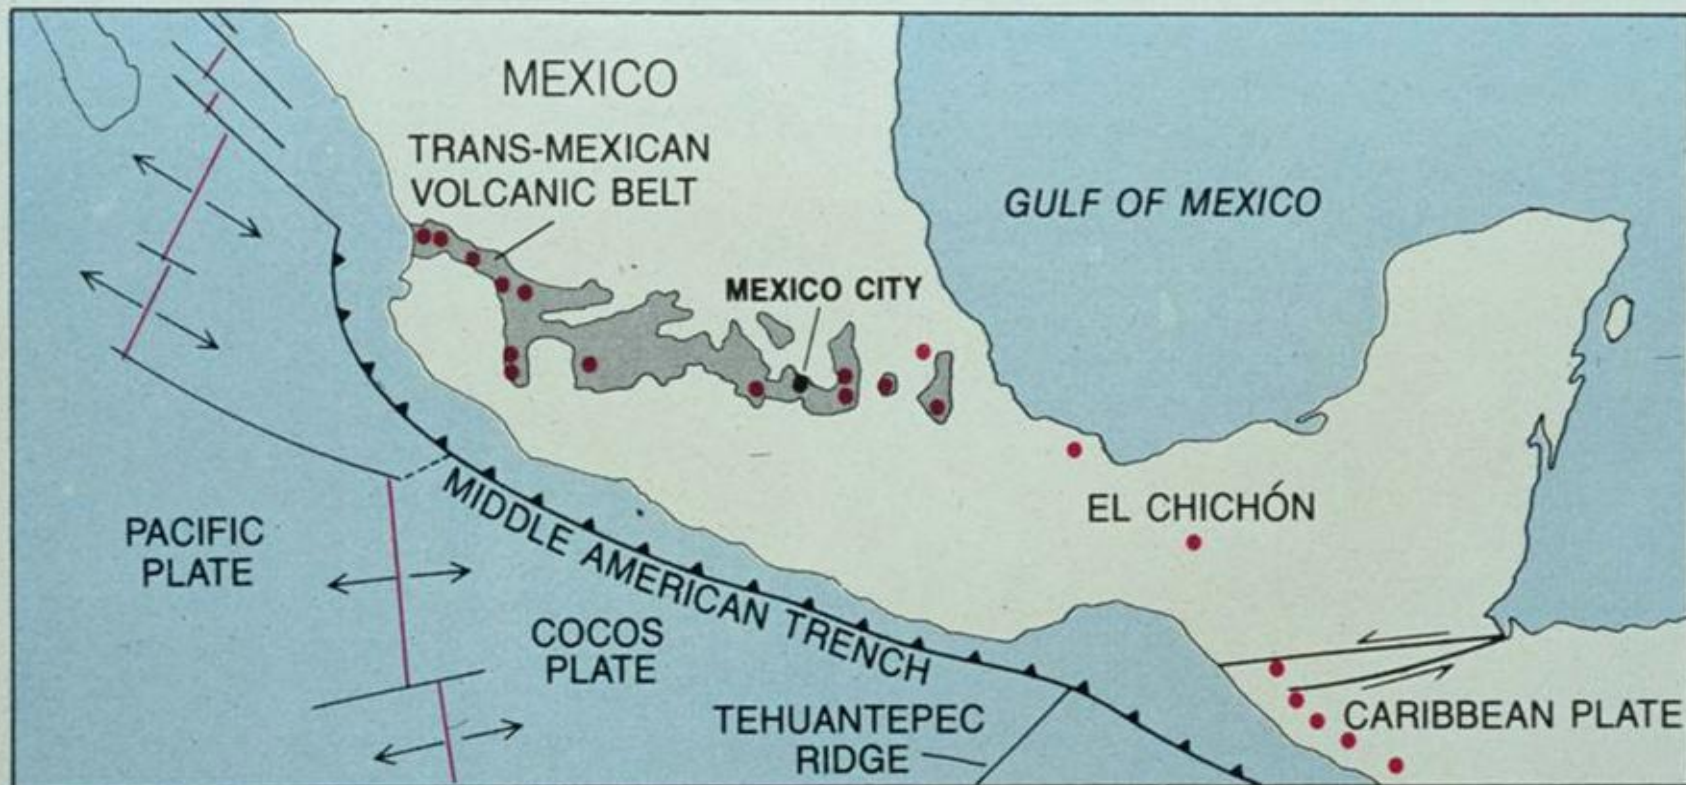 MEXICO
TRANS-MEXICAN
VOLCANIC BELT
GULF OF MEXICO
MEXICO CITY
EL CHICHÓN
MIDDLE AMERICAN TRENCH
PACIFIC
PLATE
COCOS
PLATE
TEHUANTEPEC
RIDGE
CARIBBEAN PLATE